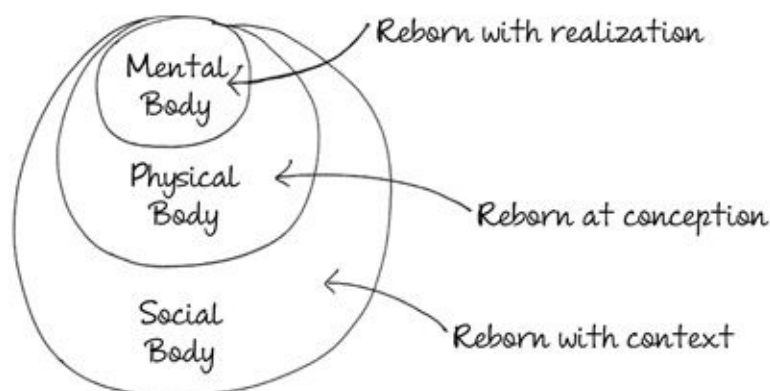 Reborn with realization
Mental
Body
Physical
Body
Reborn at conception
Social
Body
Reborn with context